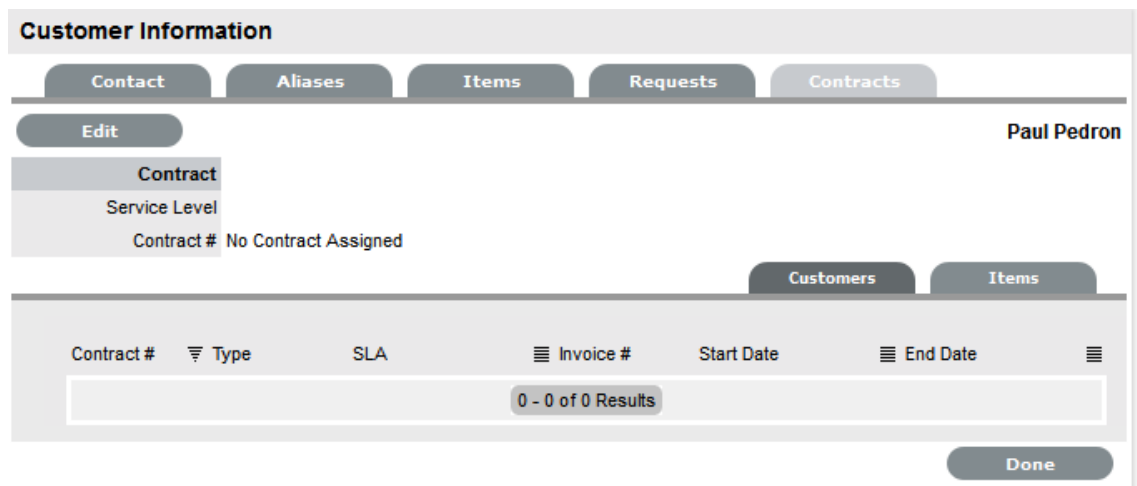 Customer Information
Contact Aliases Items Requests Contracts
Edit Paul Pedron
Contract
Service Level
Contract # No Contract Assigned
Customers Items
Contract # Type SLA Invoice # Start Date End Date
0 - 0 of 0 Results
Done